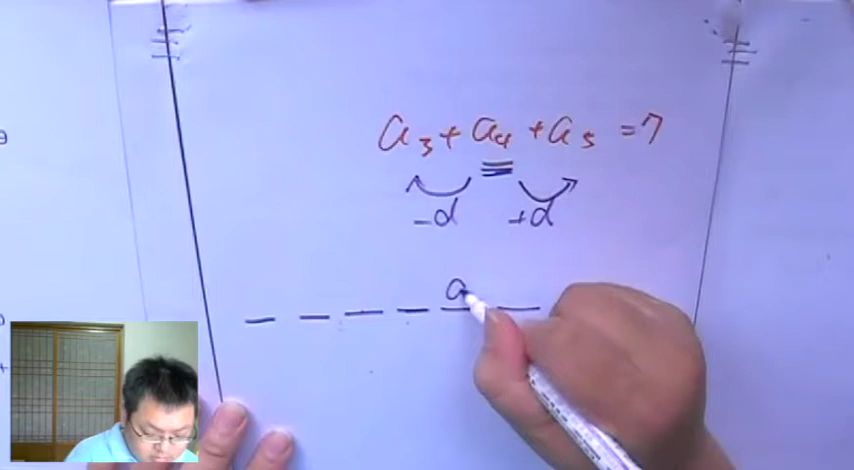 a₃ + a₄ + a₅ = 7
-d +d
a